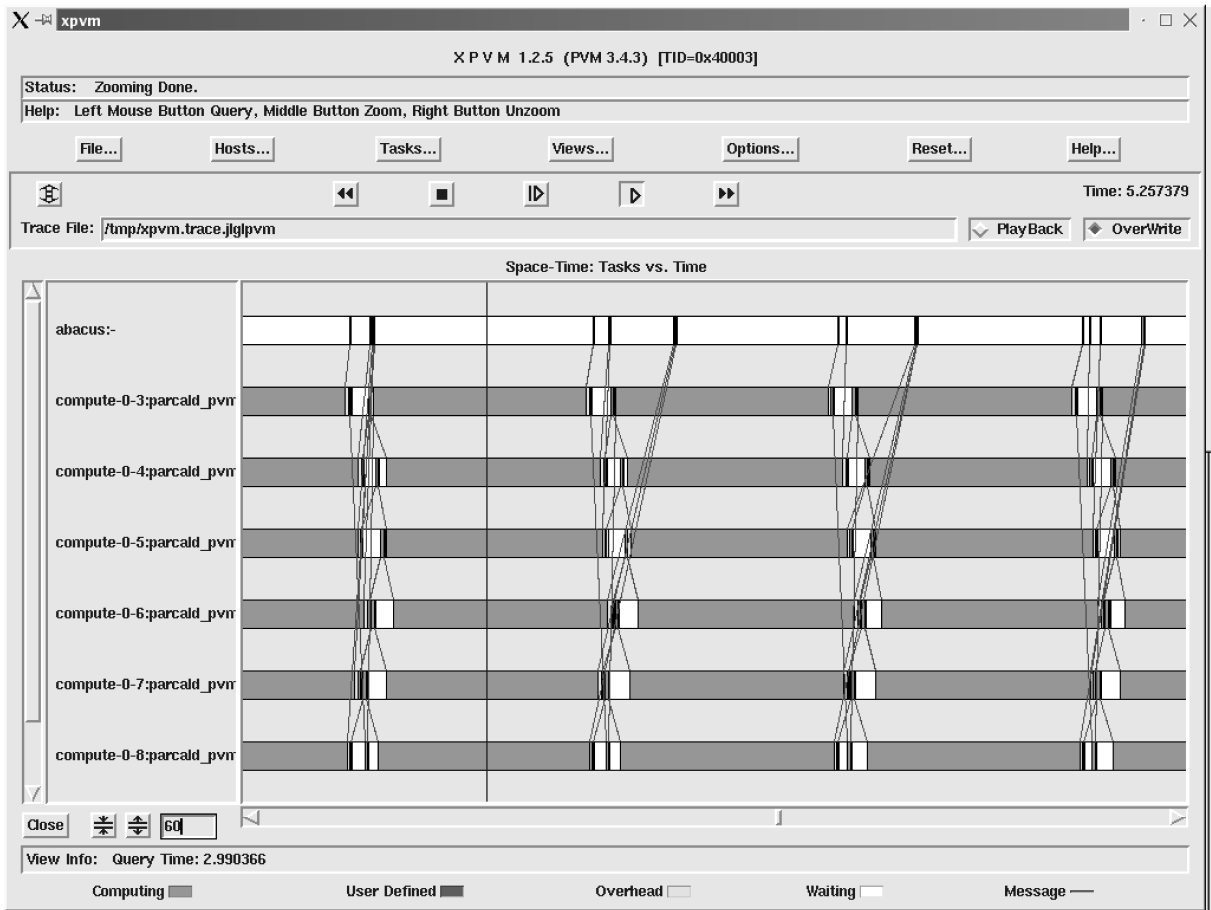 xpvm
X P V M 1.2.5 (PVM 3.4.3) [TID=0x40003]
Status: Zooming Done.
Help: Left Mouse Button Query, Middle Button Zoom, Right Button Unzoom
File... Hosts... Tasks... Views... Options... Reset... Help...
Time: 5.257379
Trace File: /tmp/xpvm.trace.jlglpvm PlayBack OverWrite
Space-Time: Tasks vs. Time
abacus:-
compute-0-3:parcald_pvm
compute-0-4:parcald_pvm
compute-0-5:parcald_pvm
compute-0-6:parcald_pvm
compute-0-7:parcald_pvm
compute-0-8:parcald_pvm
Close 60
View Info: Query Time: 2.990366
Computing User Defined Overhead Waiting Message